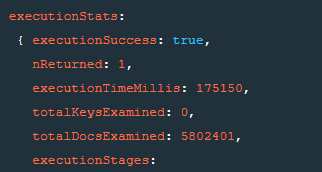 executionStats:
{ executionSuccess: true,
nReturned: 1,
executionTimeMillis: 175150,
totalKeysExamined: 0,
totalDocsExamined: 5802401,
executionStages: